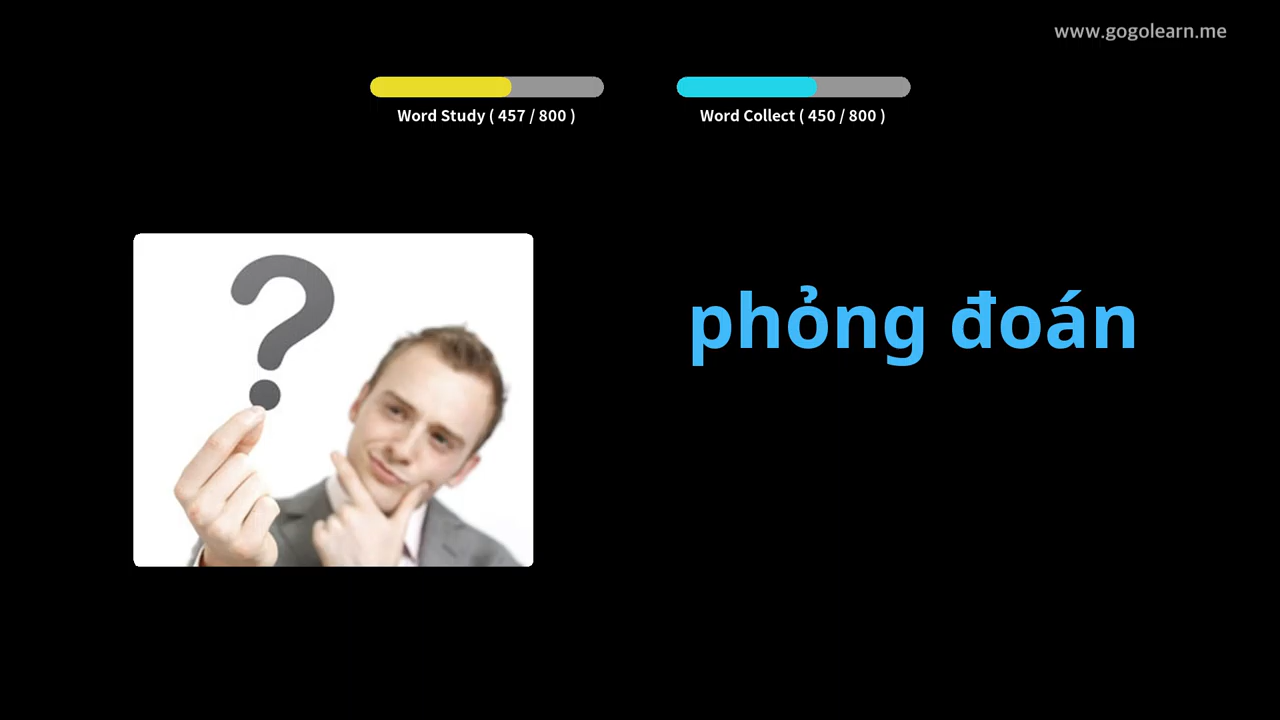 www.gogolearn.me
Word Study ( 457 / 800 )
Word Collect ( 450 / 800 )
?
phỏng đoán